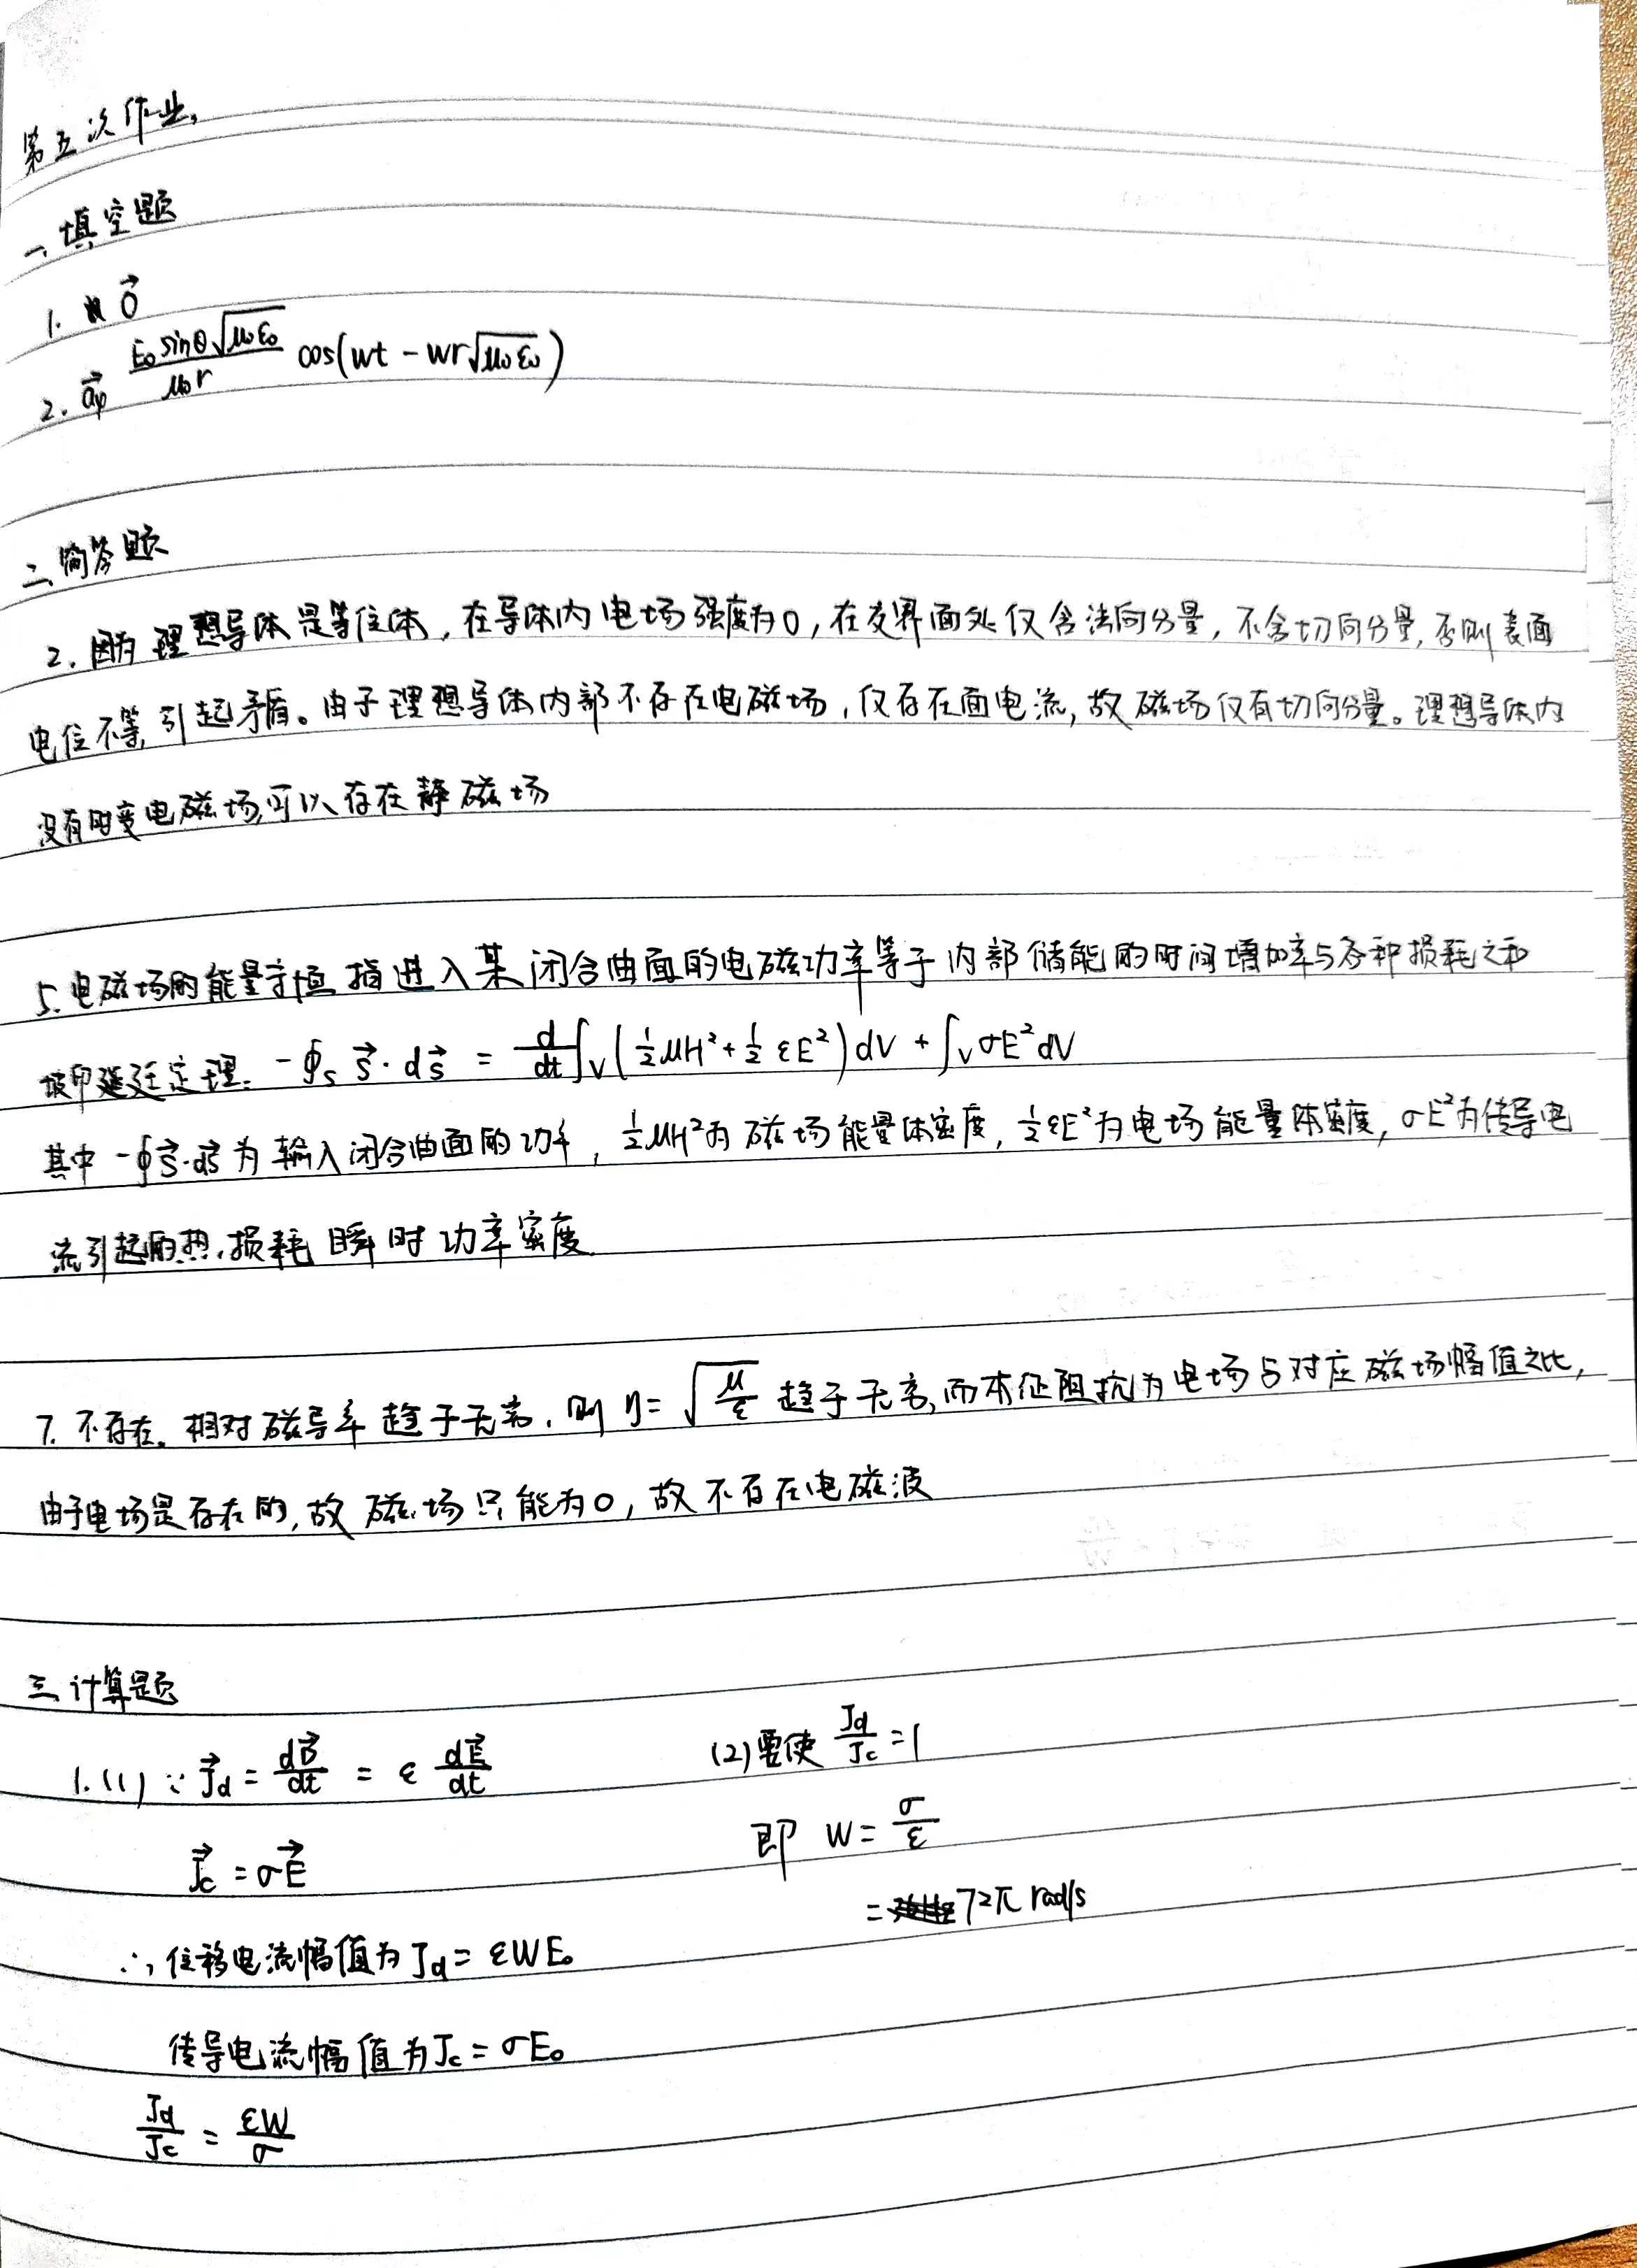 第五次作业,
一、填空题
1. $\vec{0}$
2. $\vec{a}_\varphi \frac{E_0 \sin\theta \sqrt{\mu_0 \varepsilon_0}}{\mu_0 r} \cos(wt - wr\sqrt{\mu_0 \varepsilon_0})$
二、简答题
2. 因为理想导体是等位体, 在导体内电场强度为0, 在交界面处仅含法向分量, 不含切向分量, 否则表面
电位不等, 引起矛盾。由于理想导体内部不存在电磁场, 仅存在面电流, 故磁场仅有切向分量。理想导体内
没有时变电磁场, 可以存在静磁场
5. 电磁场的能量守恒指进入某闭合曲面的电磁功率等于内部储能的时间增加率与各种损耗之和
坡印廷定理: $-\oint_S \vec{S} \cdot d\vec{s} = \frac{d}{dt}\int_V (\frac{1}{2}\mu H^2 + \frac{1}{2}\varepsilon E^2) dV + \int_V \sigma E^2 dV$
其中 $-\oint \vec{S} \cdot d\vec{s}$ 为输入闭合曲面的功率, $\frac{1}{2}\mu H^2$ 为磁场能量体密度, $\frac{1}{2}\varepsilon E^2$ 为电场能量体密度, $\sigma E^2$ 为传导电
流引起的热损耗瞬时功率密度.
7. 不存在。相对磁导率趋于无穷, 则 $\eta = \sqrt{\frac{\mu}{\varepsilon}}$ 趋于无穷, 而本征阻抗为电场与对应磁场幅值之比,
由于电场是存在的, 故磁场只能为0, 故不存在电磁波
三、计算题
1. (1) ∵ $\vec{J}_d = \frac{d\vec{D}}{dt} = \varepsilon \frac{d\vec{E}}{dt}$
$\vec{J}_c = \sigma \vec{E}$
∴ 位移电流幅值为 $J_d = \varepsilon W E_0$
传导电流幅值为 $J_c = \sigma E_0$
$\frac{J_d}{J_c} = \frac{\varepsilon W}{\sigma}$
(2) 要使 $\frac{J_d}{J_c} = 1$
即 $W = \frac{\sigma}{\varepsilon}$
= 72π rad/s